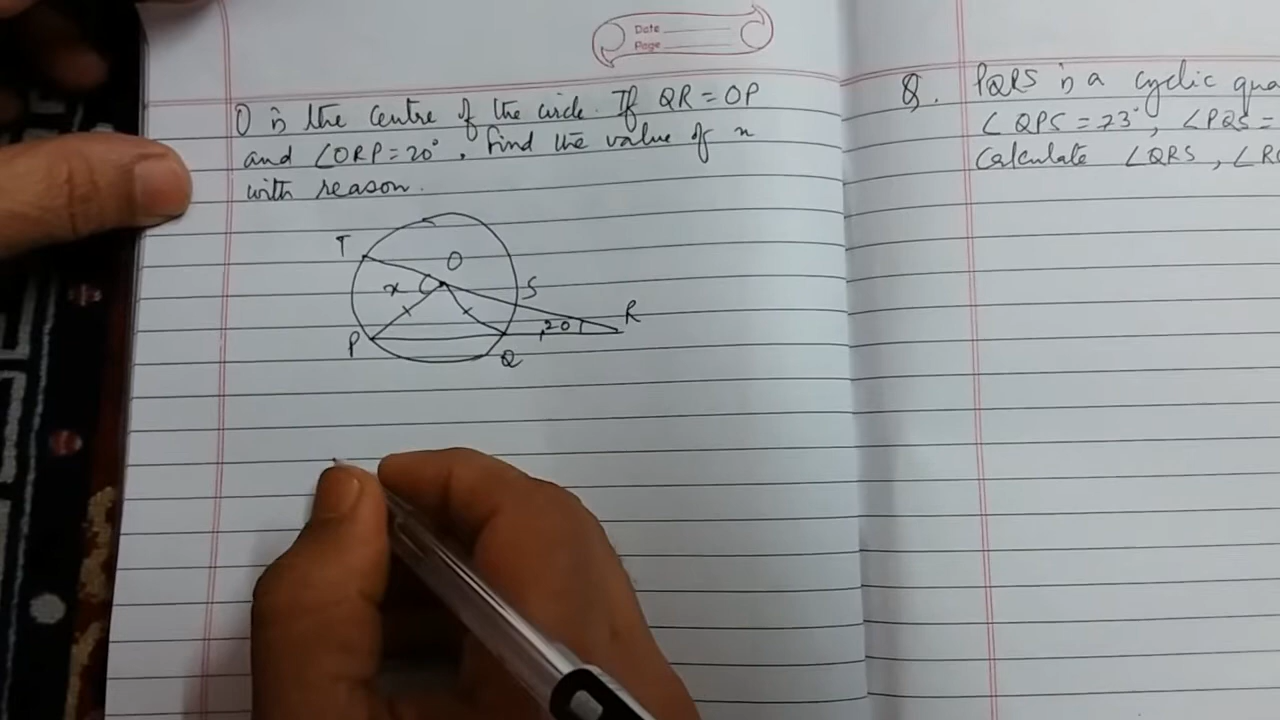 Date
Page
O is the centre of the circle. If QR = OP
and ∠ORP = 20°, find the value of x
with reason.
T
O
x
S
R
20
P
Q
Q. PQRS is a cyclic qua
∠QPS = 73°, ∠PQS =
Calculate ∠QRS, ∠R